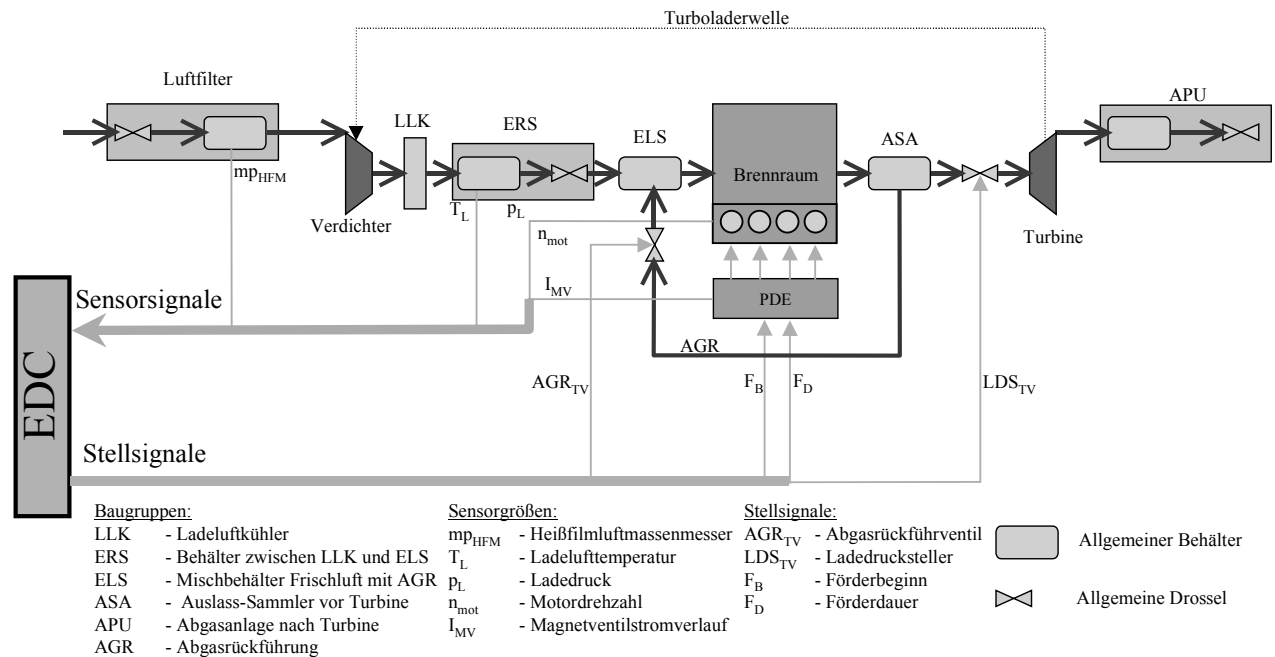 Turboladerwelle
Luftfilter
APU
LLK
ERS
ELS
ASA
Brennraum
mp_HFM
T_L
p_L
Verdichter
Turbine
n_mot
I_MV
PDE
Sensorsignale
AGR
AGR_TV
F_B
F_D
LDS_TV
EDC
Stellsignale
Baugruppen:
LLK - Ladeluftkühler
ERS - Behälter zwischen LLK und ELS
ELS - Mischbehälter Frischluft mit AGR
ASA - Auslass-Sammler vor Turbine
APU - Abgasanlage nach Turbine
AGR - Abgasrückführung
Sensorgrößen:
mp_HFM - Heißfilmluftmassenmesser
T_L - Ladelufttemperatur
p_L - Ladedruck
n_mot - Motordrehzahl
I_MV - Magnetventilstromverlauf
Stellsignale:
AGR_TV - Abgasrückführventil
LDS_TV - Ladedrucksteller
F_B - Förderbeginn
F_D - Förderdauer
Allgemeiner Behälter
Allgemeine Drossel